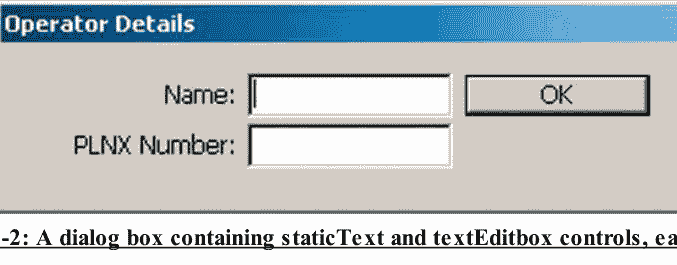 Operator Details
Name:
OK
PLNX Number:
-2: A dialog box containing staticText and textEditbox controls, ea